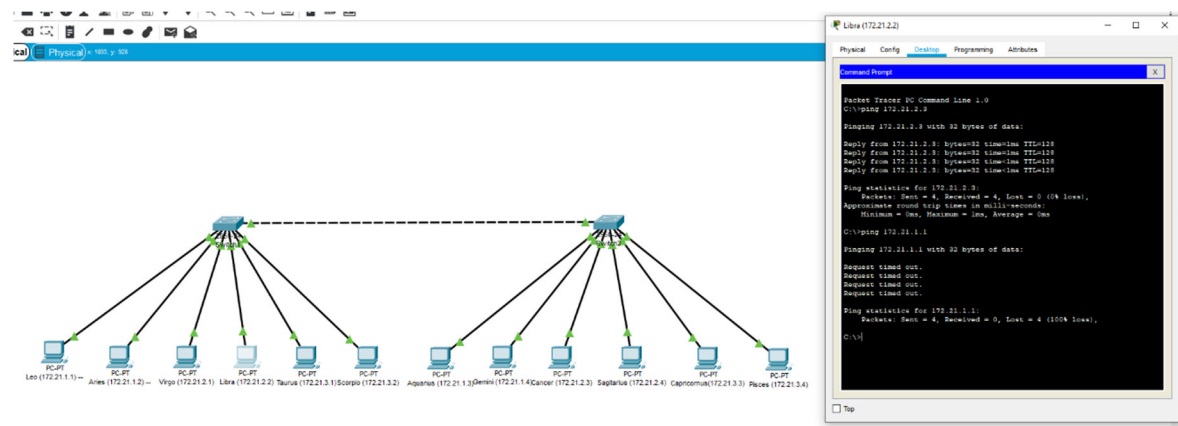 Physical x: 1893, y: 926
Switch1
PC-PT
Leo (172.21.1.1) --
PC-PT
Aries (172.21.1.2) --
PC-PT
Virgo (172.21.2.1)
PC-PT
Libra (172.21.2.2)
PC-PT
Taurus (172.21.3.1)
PC-PT
Scorpio (172.21.3.2)
PC-PT
Aquarius (172.21.1.3)
PC-PT
Gemini (172.21.1.4)
PC-PT
Cancer (172.21.2.3)
PC-PT
Sagitarius (172.21.2.4)
PC-PT
Capricornus(172.21.3.3)
PC-PT
Pisces (172.21.3.4)
Libra (172.21.2.2)
Physical Config Desktop Programming Attributes
Command Prompt X
Packet Tracer PC Command Line 1.0
C:\>ping 172.21.2.3
Pinging 172.21.2.3 with 32 bytes of data:
Reply from 172.21.2.3: bytes=32 time=1ms TTL=128
Reply from 172.21.2.3: bytes=32 time<1ms TTL=128
Reply from 172.21.2.3: bytes=32 time=1ms TTL=128
Reply from 172.21.2.3: bytes=32 time<1ms TTL=128
Ping statistics for 172.21.2.3:
Packets: Sent = 4, Received = 4, Lost = 0 (0% loss),
Approximate round trip times in milli-seconds:
Minimum = 0ms, Maximum = 1ms, Average = 0ms
C:\>ping 172.21.1.1
Pinging 172.21.1.1 with 32 bytes of data:
Request timed out.
Request timed out.
Request timed out.
Request timed out.
Ping statistics for 172.21.1.1:
Packets: Sent = 4, Received = 0, Lost = 4 (100% loss),
C:\>
Top